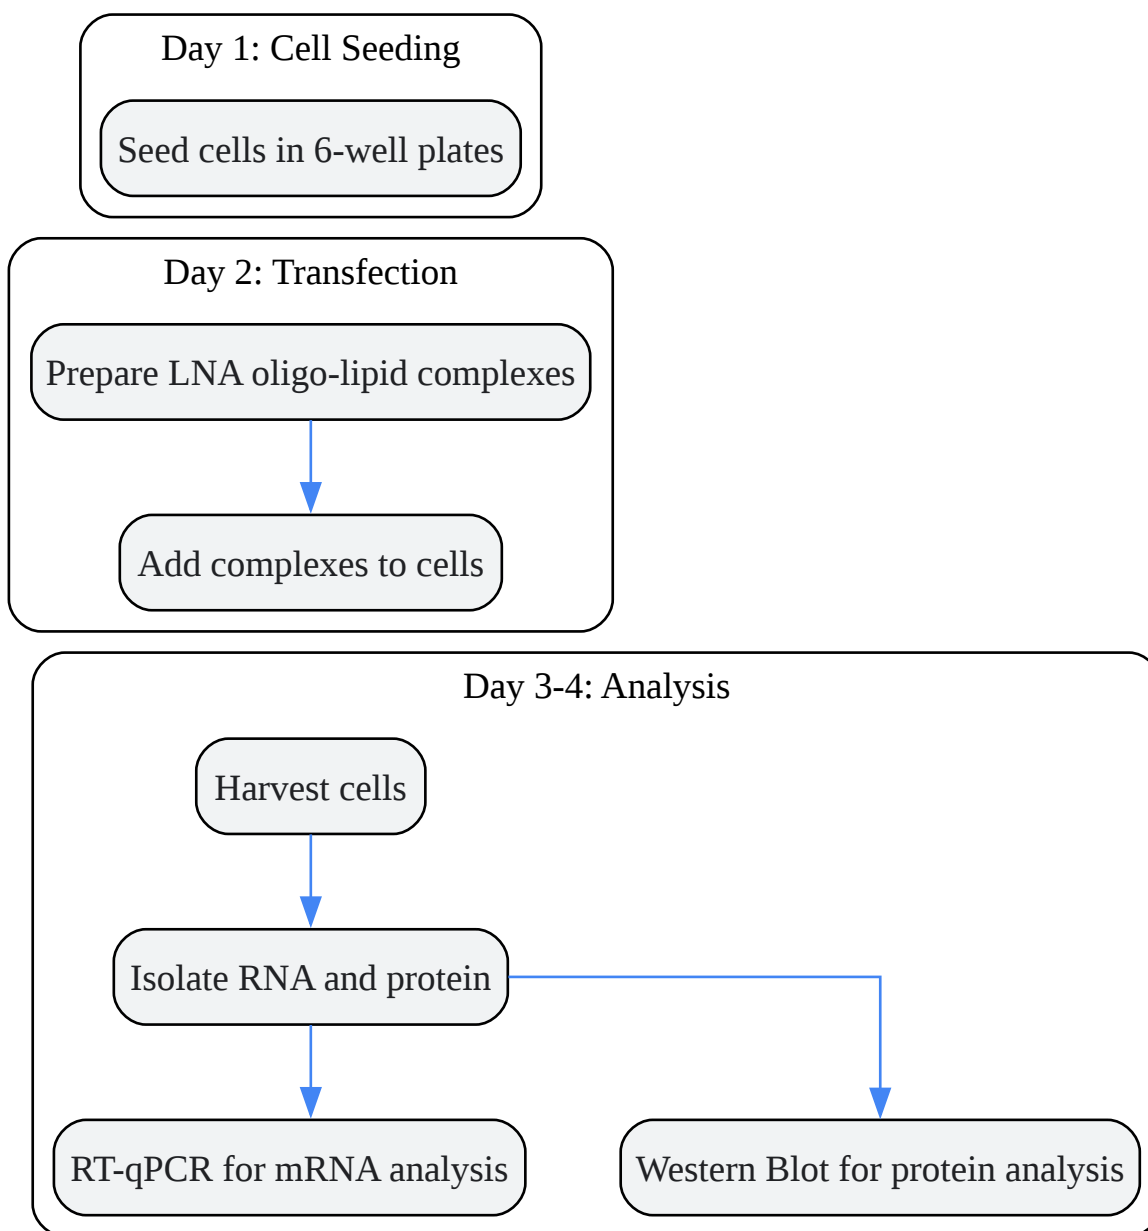 Day 1: Cell Seeding
Seed cells in 6-well plates
Day 2: Transfection
Prepare LNA oligo-lipid complexes
Add complexes to cells
Day 3-4: Analysis
Harvest cells
Isolate RNA and protein
RT-qPCR for mRNA analysis
Western Blot for protein analysis